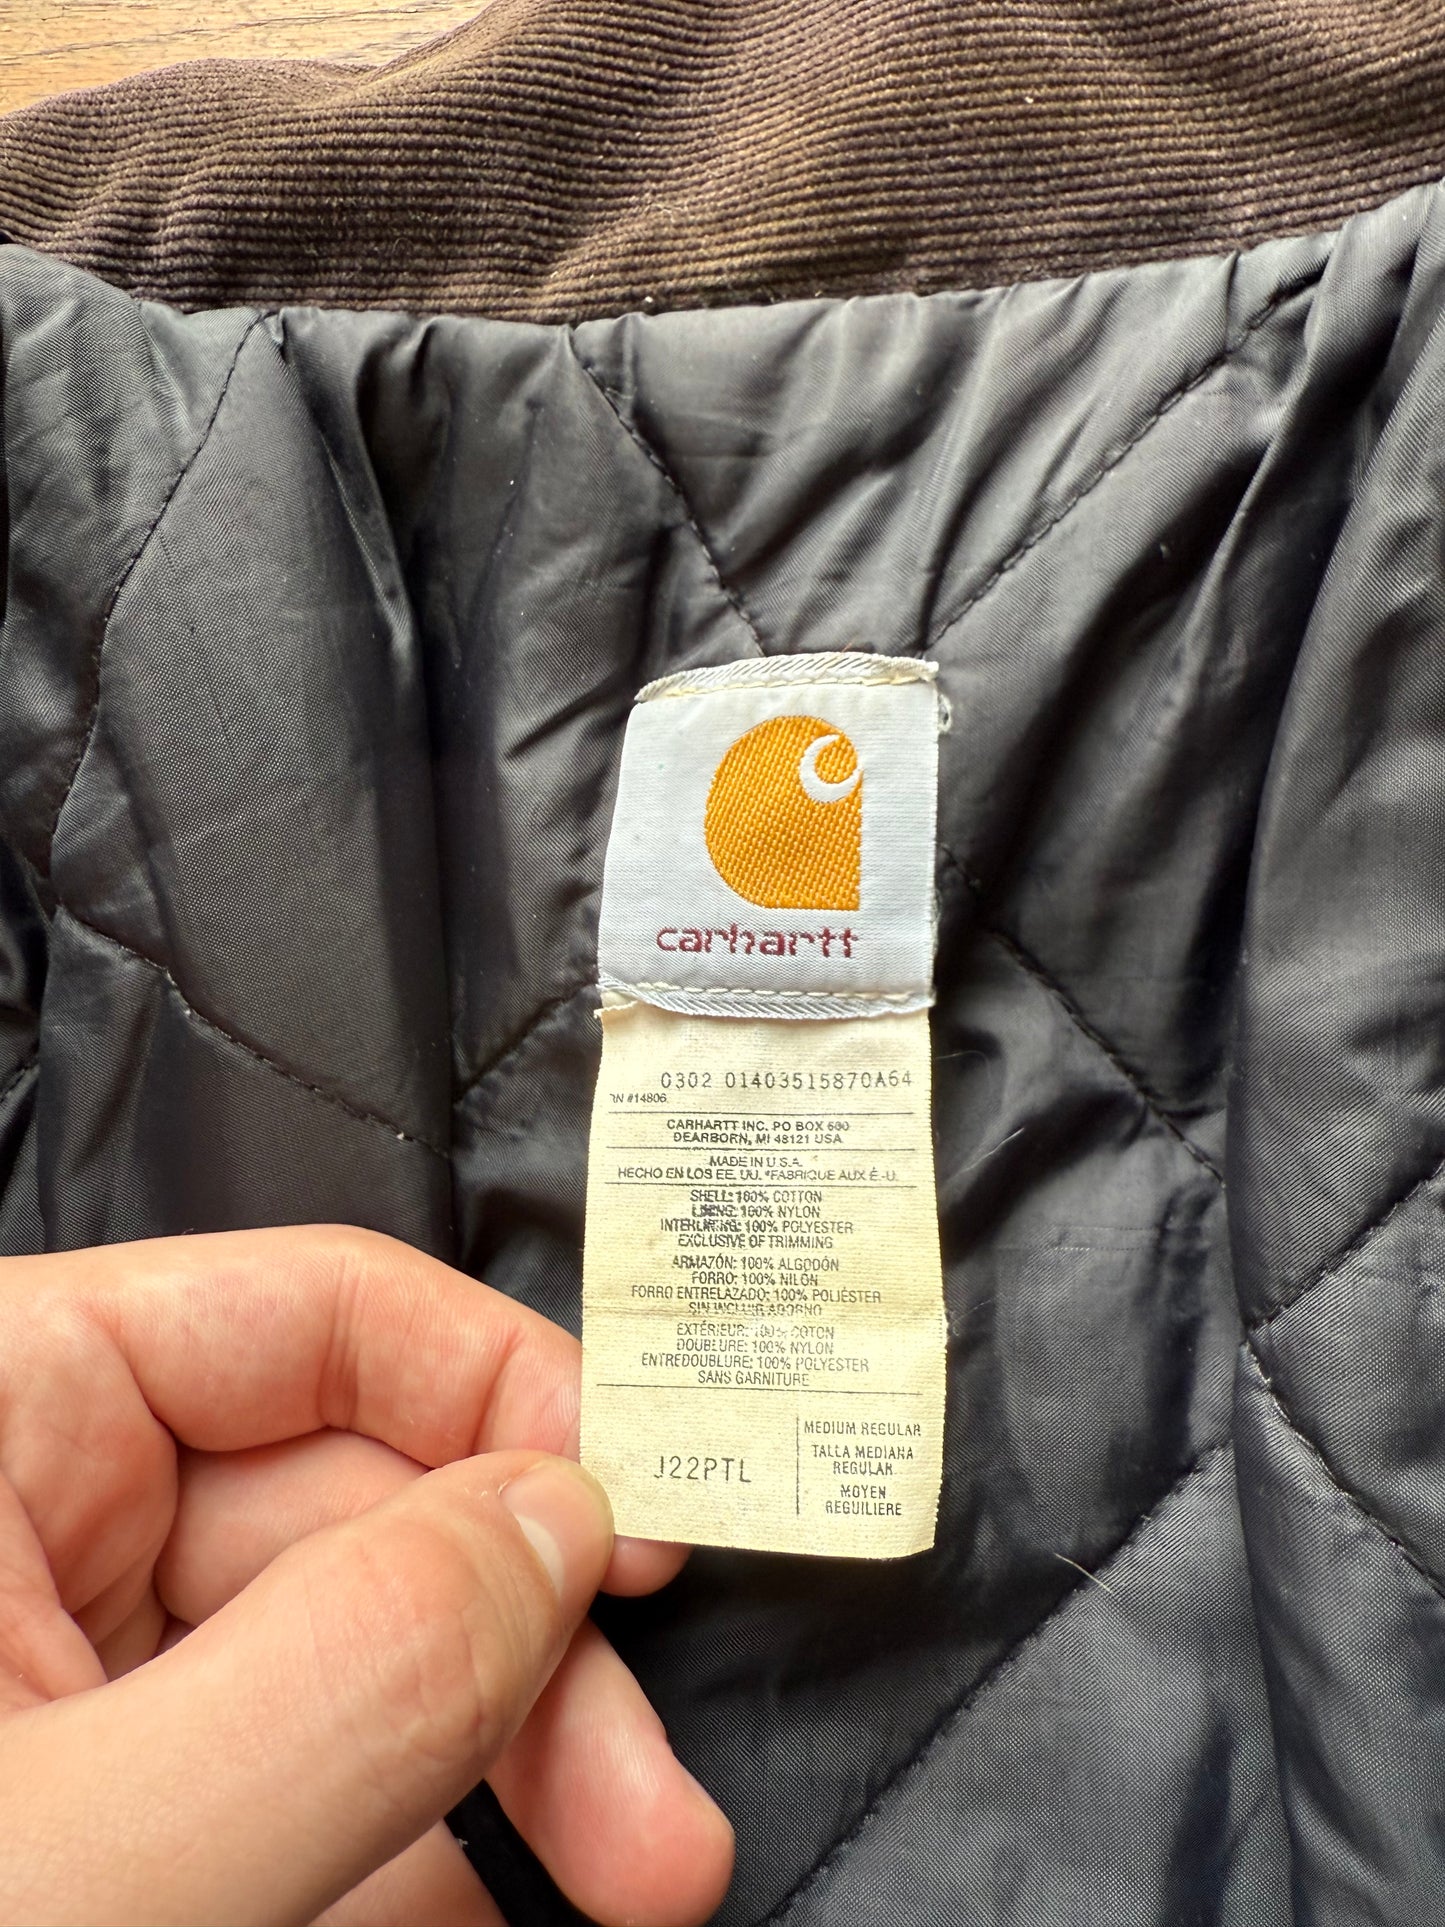 carhartt
0302 01403515870A64
RN #14806
CARHARTT INC. PO BOX 600
DEARBORN, MI 48121 USA
MADE IN U.S.A.
HECHO EN LOS EE. UU. *FABRIQUE AUX É.-U.
SHELL: 100% COTTON
LINING: 100% NYLON
INTERLINING: 100% POLYESTER
EXCLUSIVE OF TRIMMING
ARMAZÓN: 100% ALGODÓN
FORRO: 100% NILÓN
FORRO ENTRELAZADO: 100% POLIÉSTER
SIN INCLUIR ADORNO
EXTÉRIEUR: 100% COTON
DOUBLURE: 100% NYLON
ENTREDOUBLURE: 100% POLYESTER
SANS GARNITURE
J22PTL
MEDIUM REGULAR
TALLA MEDIANA
REGULAR
MOYEN
REGUILIERE